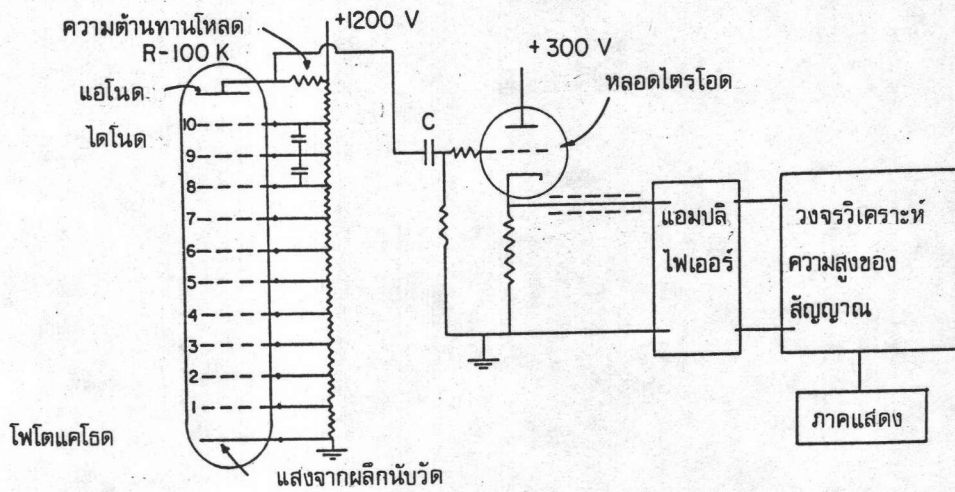 ความต้านทานโหลด
R-100 K
+1200 V
+300 V
แอโนด
หลอดไตรโอด
ไดโนด
10
9
8
7
6
5
4
3
2
1
C
แอมปลิ
ไฟเออร์
วงจรวิเคราะห์
ความสูงของ
สัญญาณ
ภาคแสดง
โฟโตแคโธด
แสงจากผลึกนับวัด